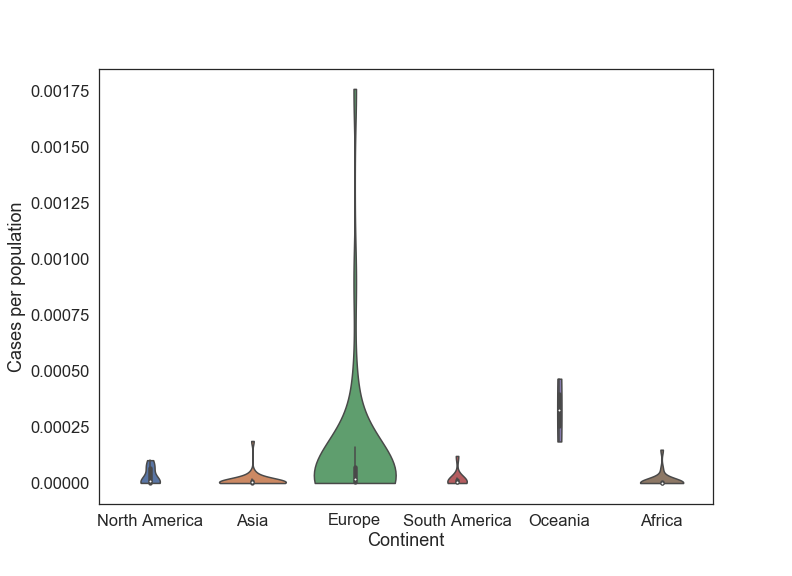 0.00175
0.00150
0.00125
0.00100
0.00075
0.00050
0.00025
0.00000
Cases per population
North America Asia Europe South America Oceania Africa
Continent